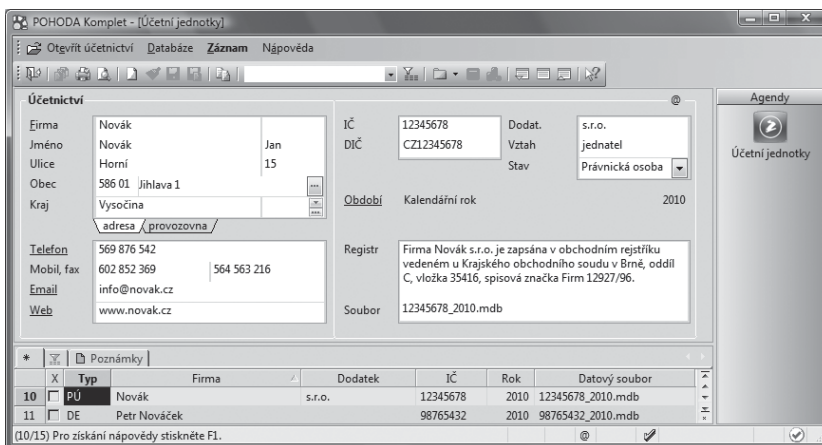 POHODA Komplet - [Účetní jednotky]
Otevřít účetnictví Databáze Záznam Nápověda
Účetnictví @
Firma Novák
Jméno Novák Jan
Ulice Horní 15
Obec 586 01 Jihlava 1
Kraj Vysočina
adresa provozovna
Telefon 569 876 542
Mobil, fax 602 852 369 564 563 216
Email info@novak.cz
Web www.novak.cz
IČ 12345678 Dodat. s.r.o.
DIČ CZ12345678 Vztah jednatel
Stav Právnická osoba
Období Kalendářní rok 2010
Registr Firma Novák s.r.o. je zapsána v obchodním rejstříku
vedeném u Krajského obchodního soudu v Brně, oddíl
C, vložka 35416, spisová značka Firm 12927/96.
Soubor 12345678_2010.mdb
Agendy
Účetní jednotky
* Poznámky
X Typ Firma Dodatek IČ Rok Datový soubor
10 PÚ Novák s.r.o. 12345678 2010 12345678_2010.mdb
11 DE Petr Nováček 98765432 2010 98765432_2010.mdb
(10/15) Pro získání nápovědy stiskněte F1. @